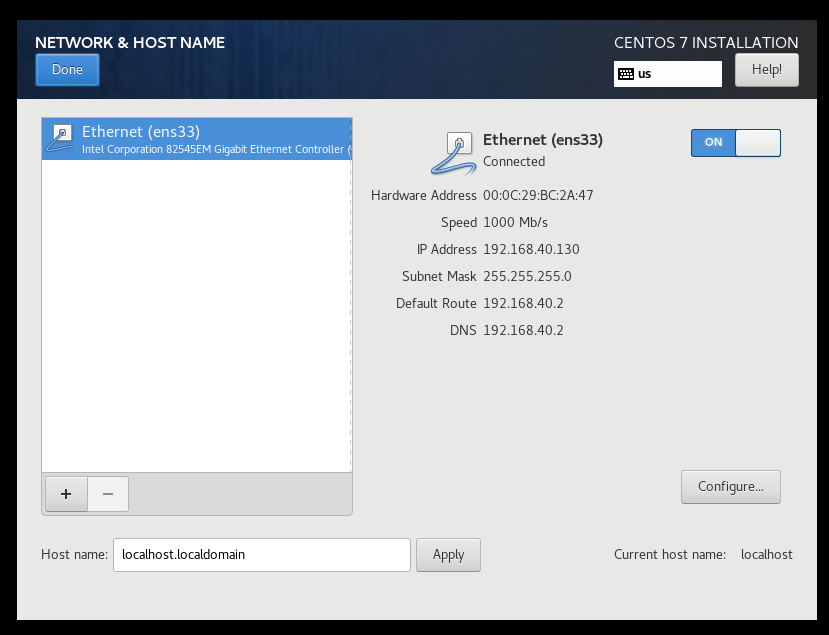 NETWORK & HOST NAME
CENTOS 7 INSTALLATION
Done
us
Help!
Ethernet (ens33)
Intel Corporation 82545EM Gigabit Ethernet Controller (
Ethernet (ens33)
Connected
ON
Hardware Address 00:0C:29:BC:2A:47
Speed 1000 Mb/s
IP Address 192.168.40.130
Subnet Mask 255.255.255.0
Default Route 192.168.40.2
DNS 192.168.40.2
+ −
Configure...
Host name: localhost.localdomain Apply
Current host name: localhost